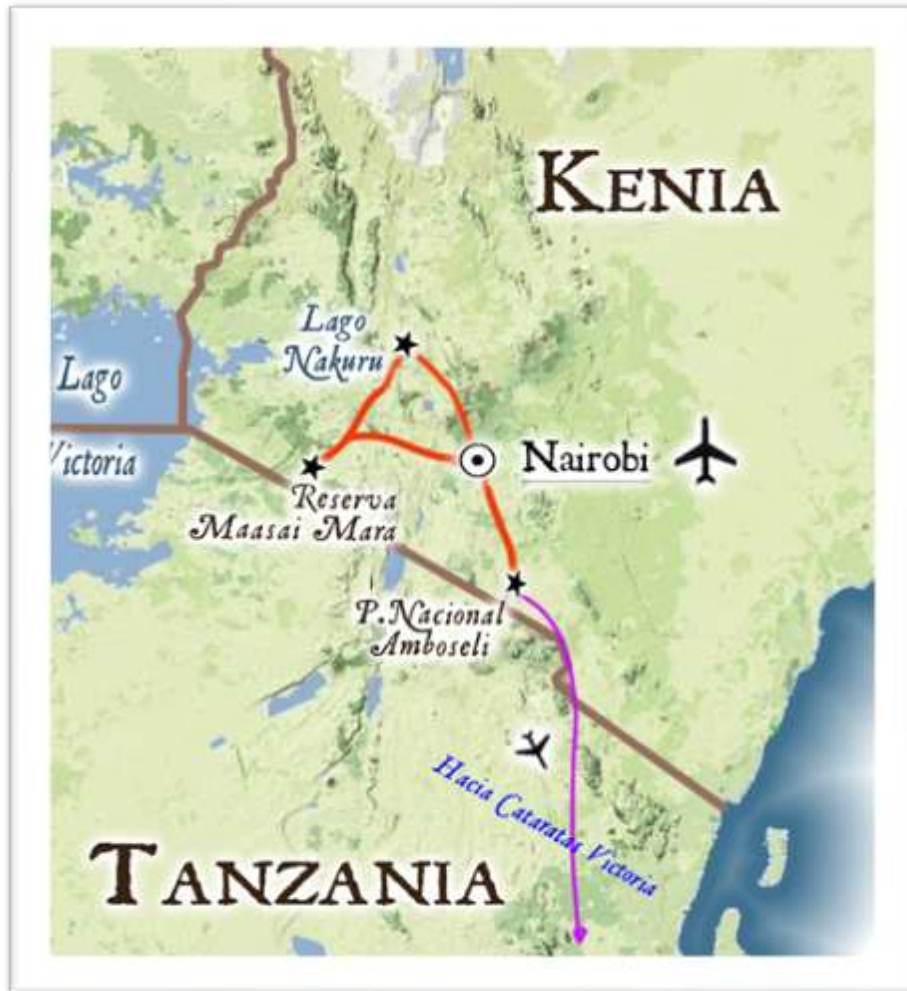 KENIA
Lago
Nakuru
Lago
Victoria
Nairobi
Reserva
Maasai Mara
P.Nacional
Amboseli
Hacia Cataratas Victoria
TANZANIA